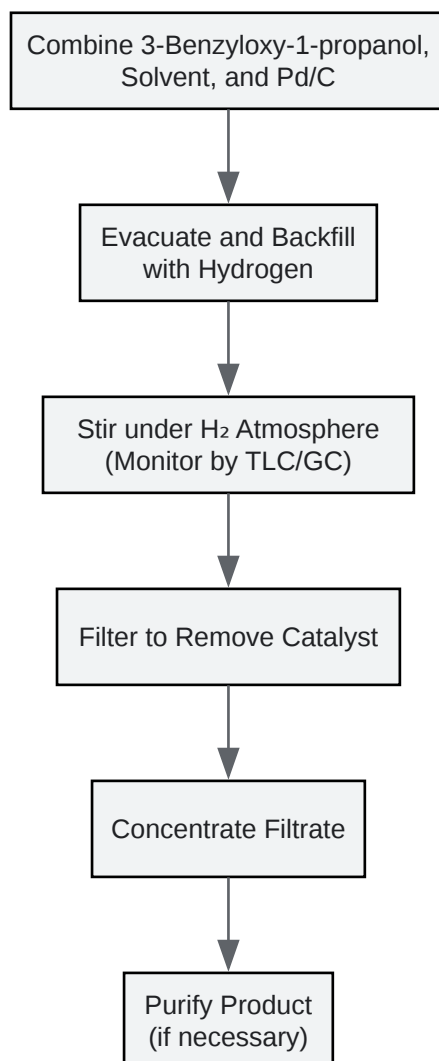 Combine 3-Benzyloxy-1-propanol,
Solvent, and Pd/C
Evacuate and Backfill
with Hydrogen
Stir under H₂ Atmosphere
(Monitor by TLC/GC)
Filter to Remove Catalyst
Concentrate Filtrate
Purify Product
(if necessary)